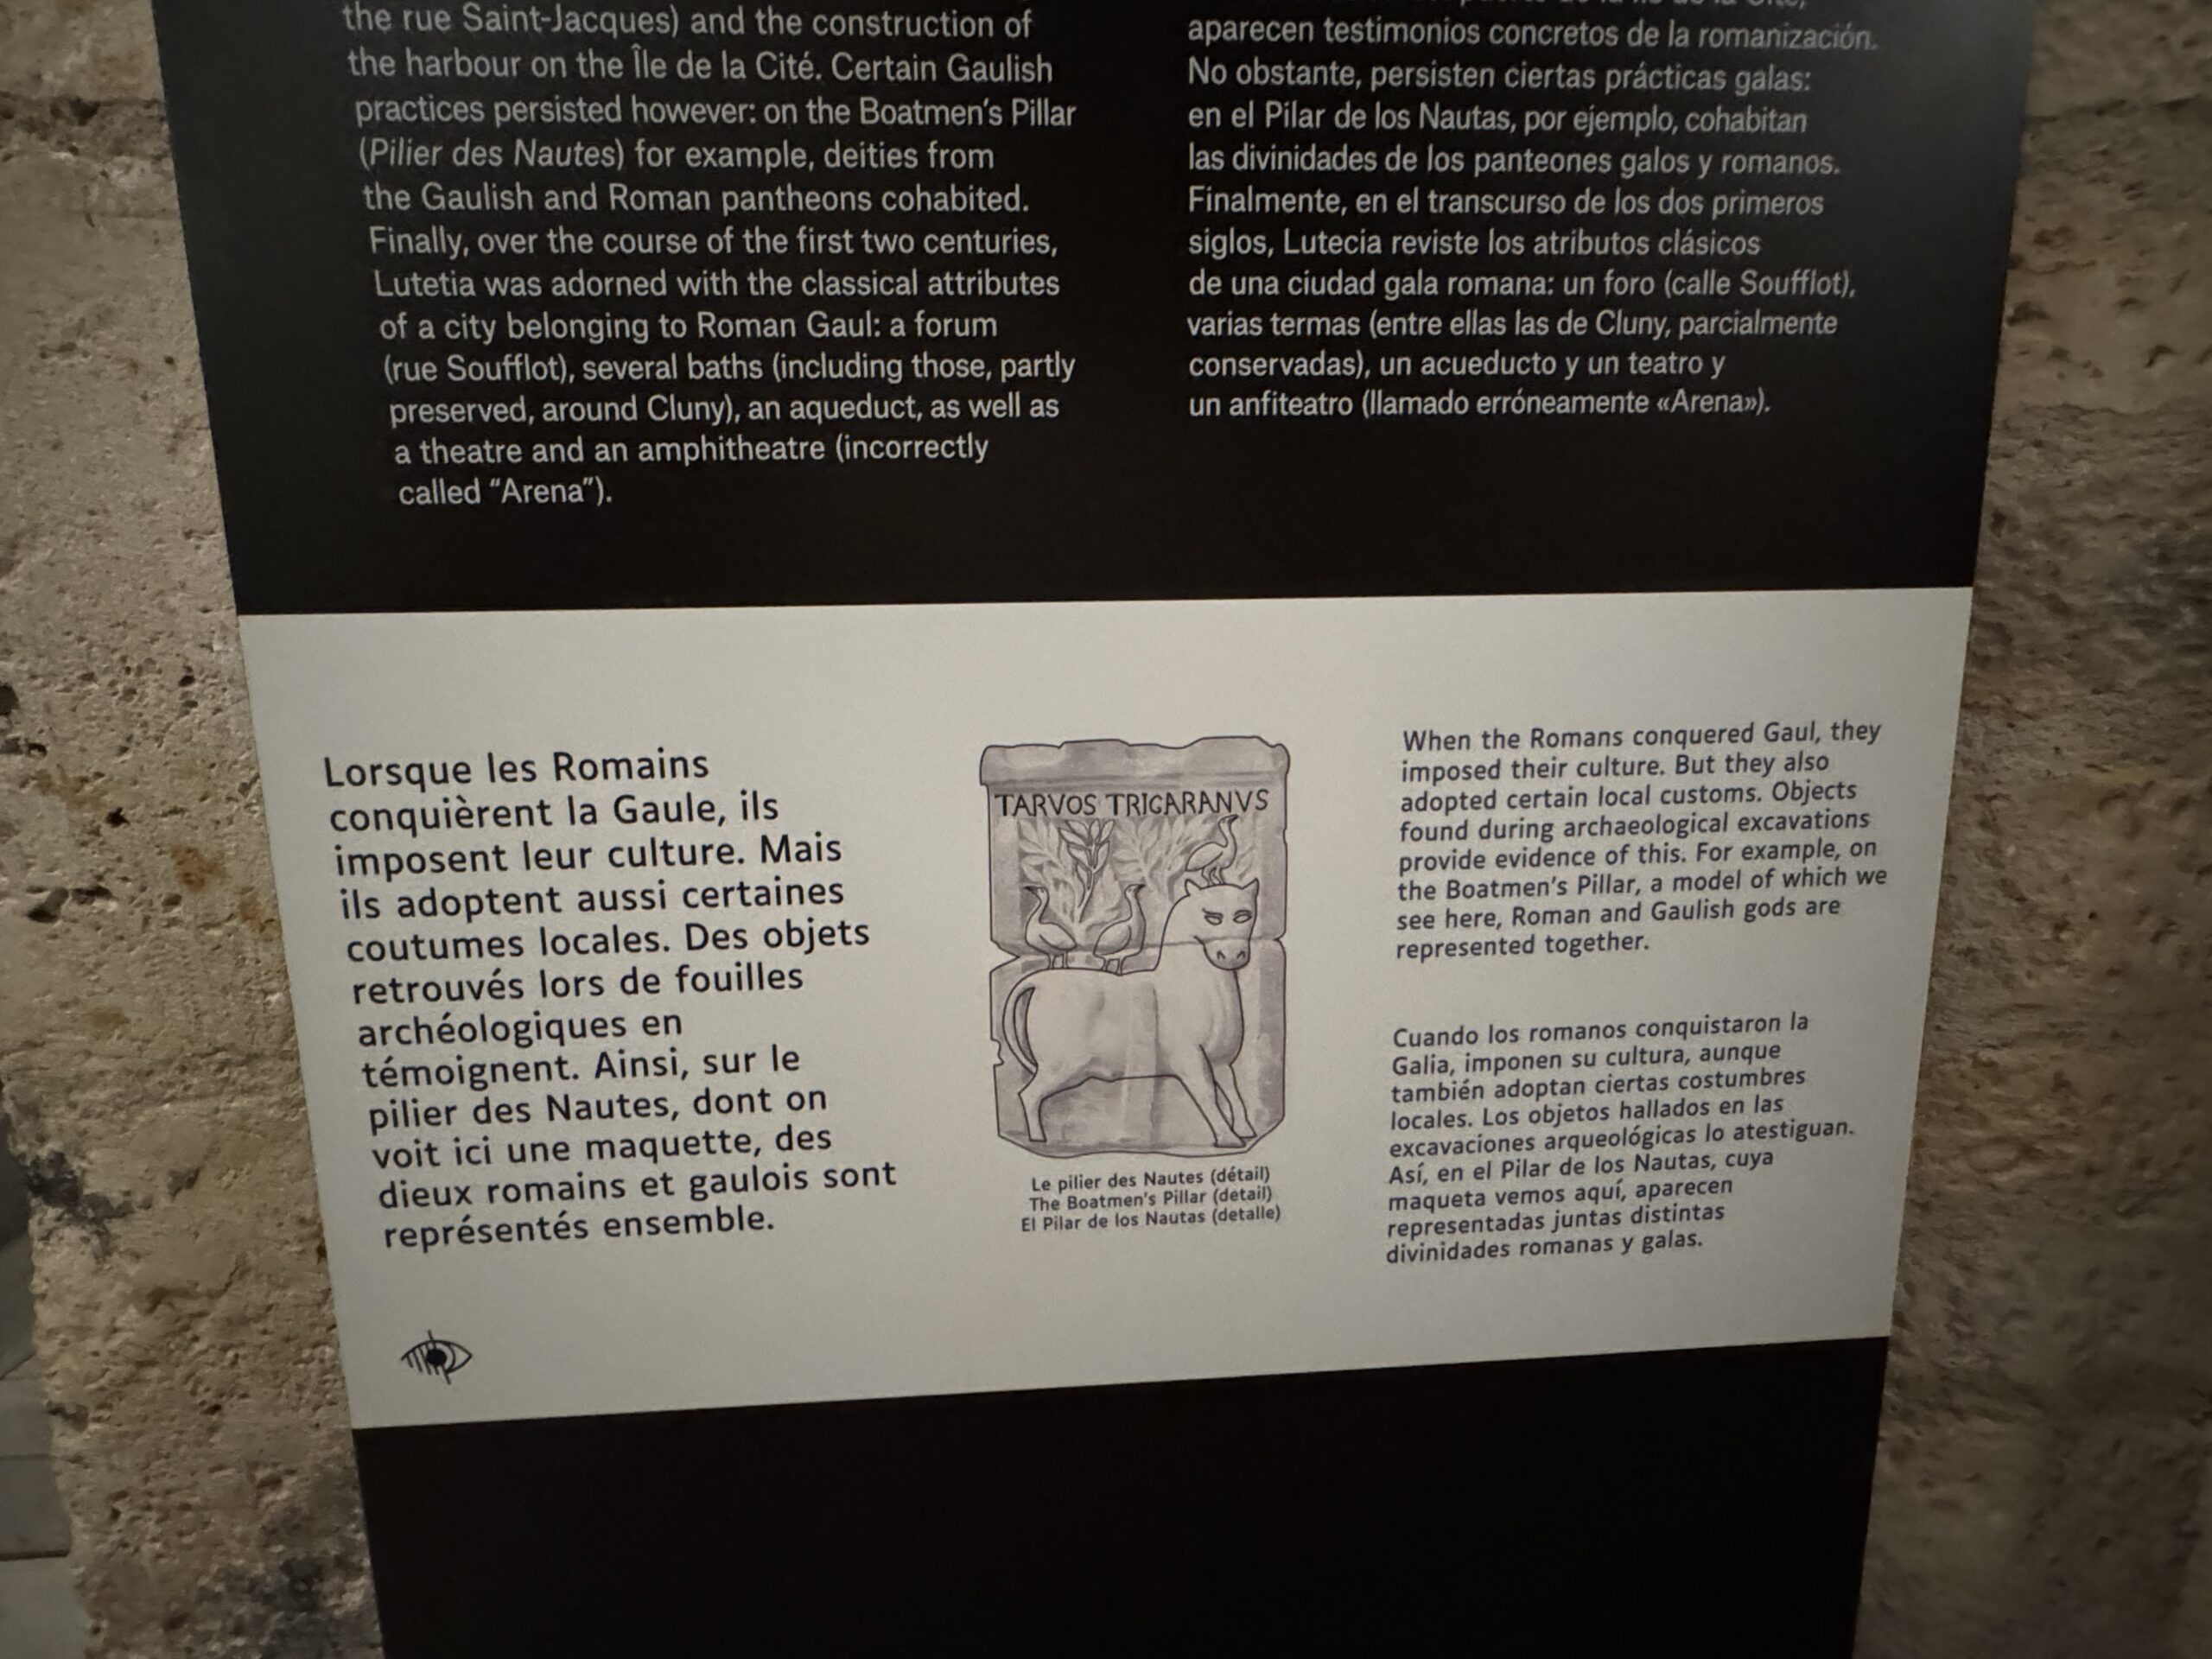 the rue Saint-Jacques) and the construction of
the harbour on the Île de la Cité. Certain Gaulish
practices persisted however: on the Boatmen's Pillar
(Pilier des Nautes) for example, deities from
the Gaulish and Roman pantheons cohabited.
Finally, over the course of the first two centuries,
Lutetia was adorned with the classical attributes
of a city belonging to Roman Gaul: a forum
(rue Soufflot), several baths (including those, partly
preserved, around Cluny), an aqueduct, as well as
a theatre and an amphitheatre (incorrectly
called “Arena”).
aparecen testimonios concretos de la romanización.
No obstante, persisten ciertas prácticas galas:
en el Pilar de los Nautas, por ejemplo, cohabitan
las divinidades de los panteones galos y romanos.
Finalmente, en el transcurso de los dos primeros
siglos, Lutecia reviste los atributos clásicos
de una ciudad gala romana: un foro (calle Soufflot),
varias termas (entre ellas las de Cluny, parcialmente
conservadas), un acueducto y un teatro y
un anfiteatro (llamado erróneamente «Arena»).
Lorsque les Romains
conquièrent la Gaule, ils
imposent leur culture. Mais
ils adoptent aussi certaines
coutumes locales. Des objets
retrouvés lors de fouilles
archéologiques en
témoignent. Ainsi, sur le
pilier des Nautes, dont on
voit ici une maquette, des
dieux romains et gaulois sont
représentés ensemble.
TARVOS TRIGARANVS
Le pilier des Nautes (détail)
The Boatmen's Pillar (detail)
El Pilar de los Nautas (detalle)
When the Romans conquered Gaul, they
imposed their culture. But they also
adopted certain local customs. Objects
found during archaeological excavations
provide evidence of this. For example, on
the Boatmen's Pillar, a model of which we
see here, Roman and Gaulish gods are
represented together.
Cuando los romanos conquistaron la
Galia, imponen su cultura, aunque
también adoptan ciertas costumbres
locales. Los objetos hallados en las
excavaciones arqueológicas lo atestiguan.
Así, en el Pilar de los Nautas, cuya
maqueta vemos aquí, aparecen
representadas juntas distintas
divinidades romanas y galas.